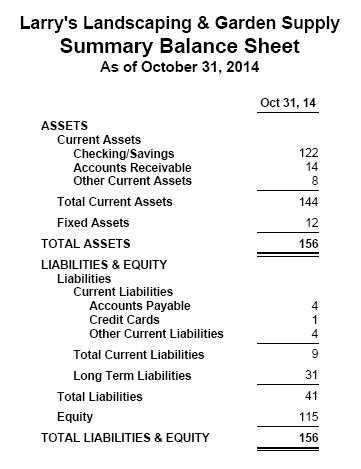 Larry's Landscaping & Garden Supply
Summary Balance Sheet
As of October 31, 2014
Oct 31, 14
ASSETS
Current Assets
Checking/Savings 122
Accounts Receivable 14
Other Current Assets 8
Total Current Assets 144
Fixed Assets 12
TOTAL ASSETS 156
LIABILITIES & EQUITY
Liabilities
Current Liabilities
Accounts Payable 4
Credit Cards 1
Other Current Liabilities 4
Total Current Liabilities 9
Long Term Liabilities 31
Total Liabilities 41
Equity 115
TOTAL LIABILITIES & EQUITY 156